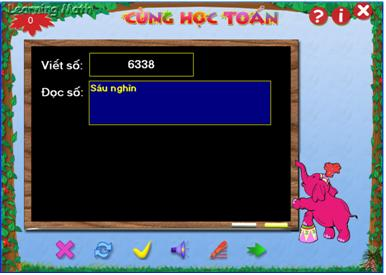 Learning Math
0
CÙNG HỌC TOÁN
? i
Viết số: 6338
Đọc số: Sáu nghìn